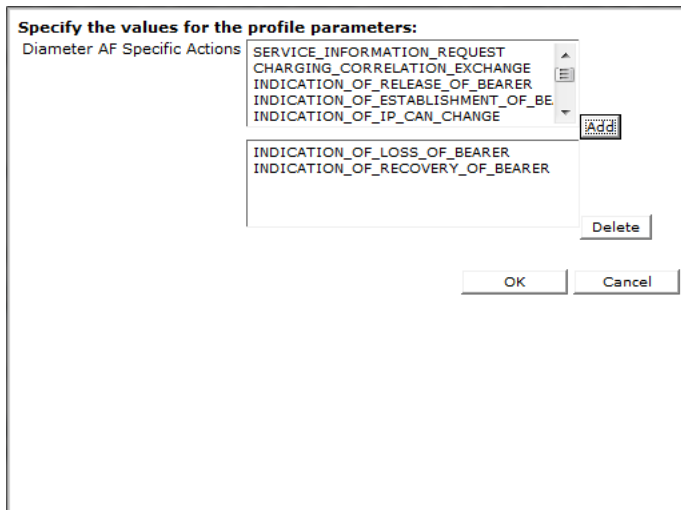 Specify the values for the profile parameters:
Diameter AF Specific Actions
SERVICE_INFORMATION_REQUEST
CHARGING_CORRELATION_EXCHANGE
INDICATION_OF_RELEASE_OF_BEARER
INDICATION_OF_ESTABLISHMENT_OF_BE
INDICATION_OF_IP_CAN_CHANGE
Add
INDICATION_OF_LOSS_OF_BEARER
INDICATION_OF_RECOVERY_OF_BEARER
Delete
OK Cancel